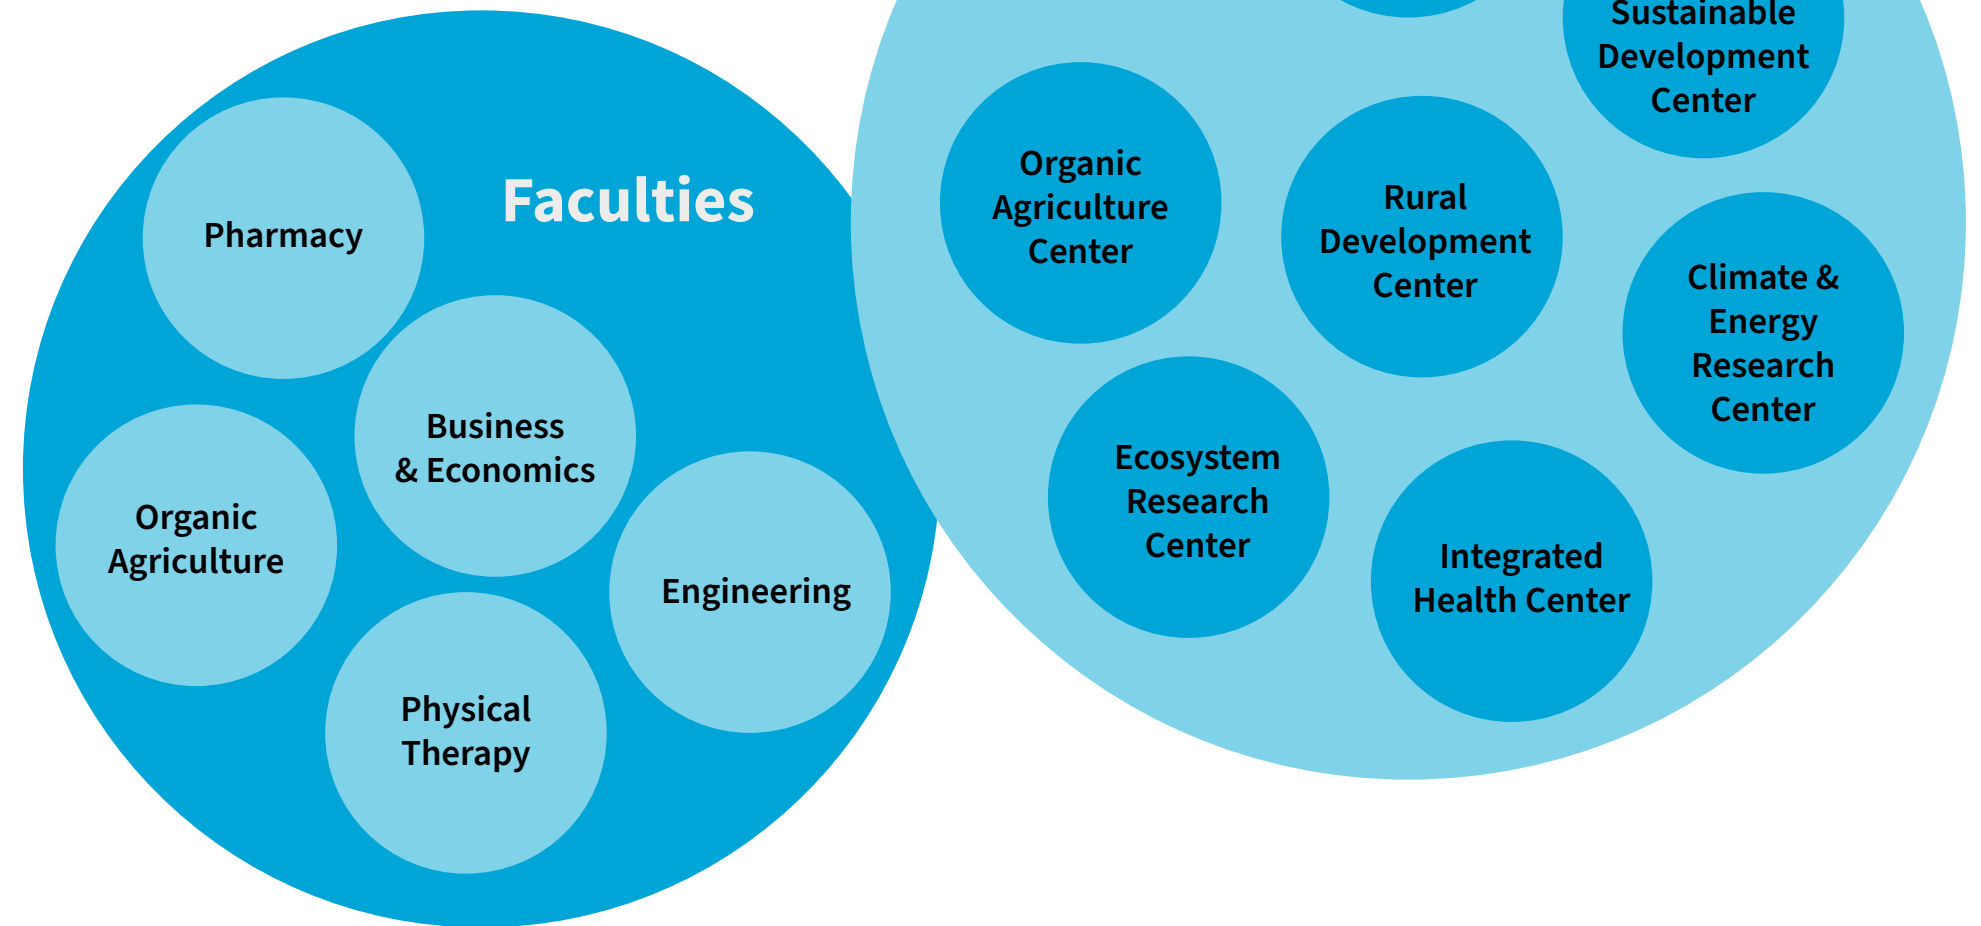 Faculties
Pharmacy
Business
& Economics
Organic
Agriculture
Engineering
Physical
Therapy
Sustainable
Development
Center
Organic
Agriculture
Center
Rural
Development
Center
Climate &
Energy
Research
Center
Ecosystem
Research
Center
Integrated
Health Center